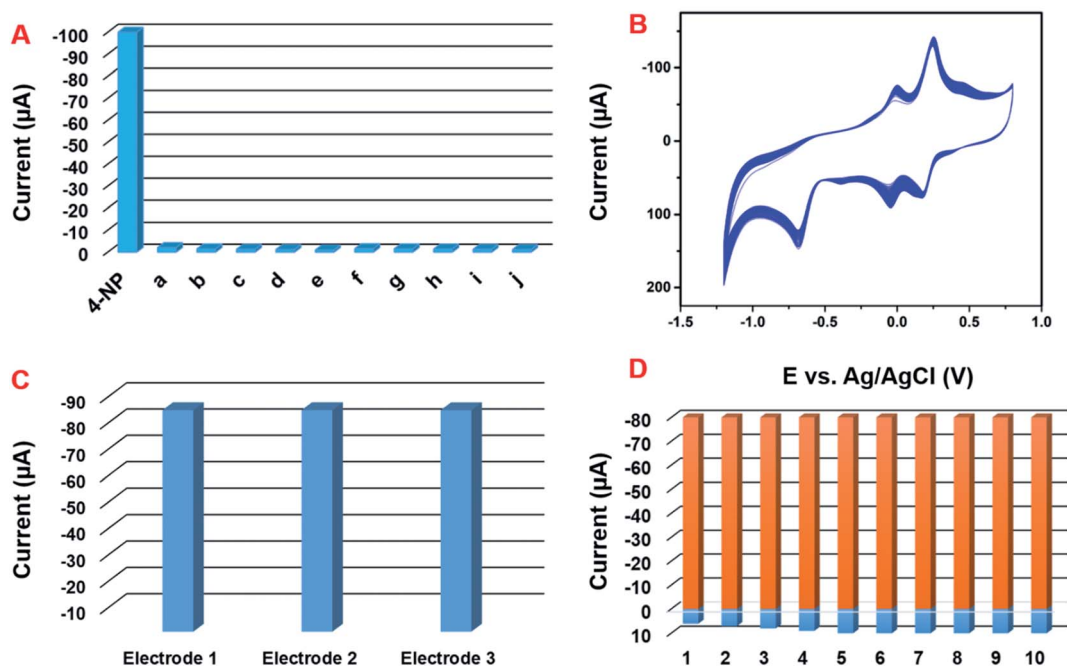 A
Current (µA)
-100
-90
-80
-70
-60
-50
-40
-30
-20
-10
0
4-NP a b c d e f g h i j
B
Current (µA)
-100
0
100
200
-1.5 -1.0 -0.5 0.0 0.5 1.0
E vs. Ag/AgCl (V)
C
Current (µA)
-90
-80
-70
-60
-50
-40
-30
-20
-10
Electrode 1 Electrode 2 Electrode 3
D
Current (µA)
-80
-70
-60
-50
-40
-30
-20
-10
0
10
1 2 3 4 5 6 7 8 9 10